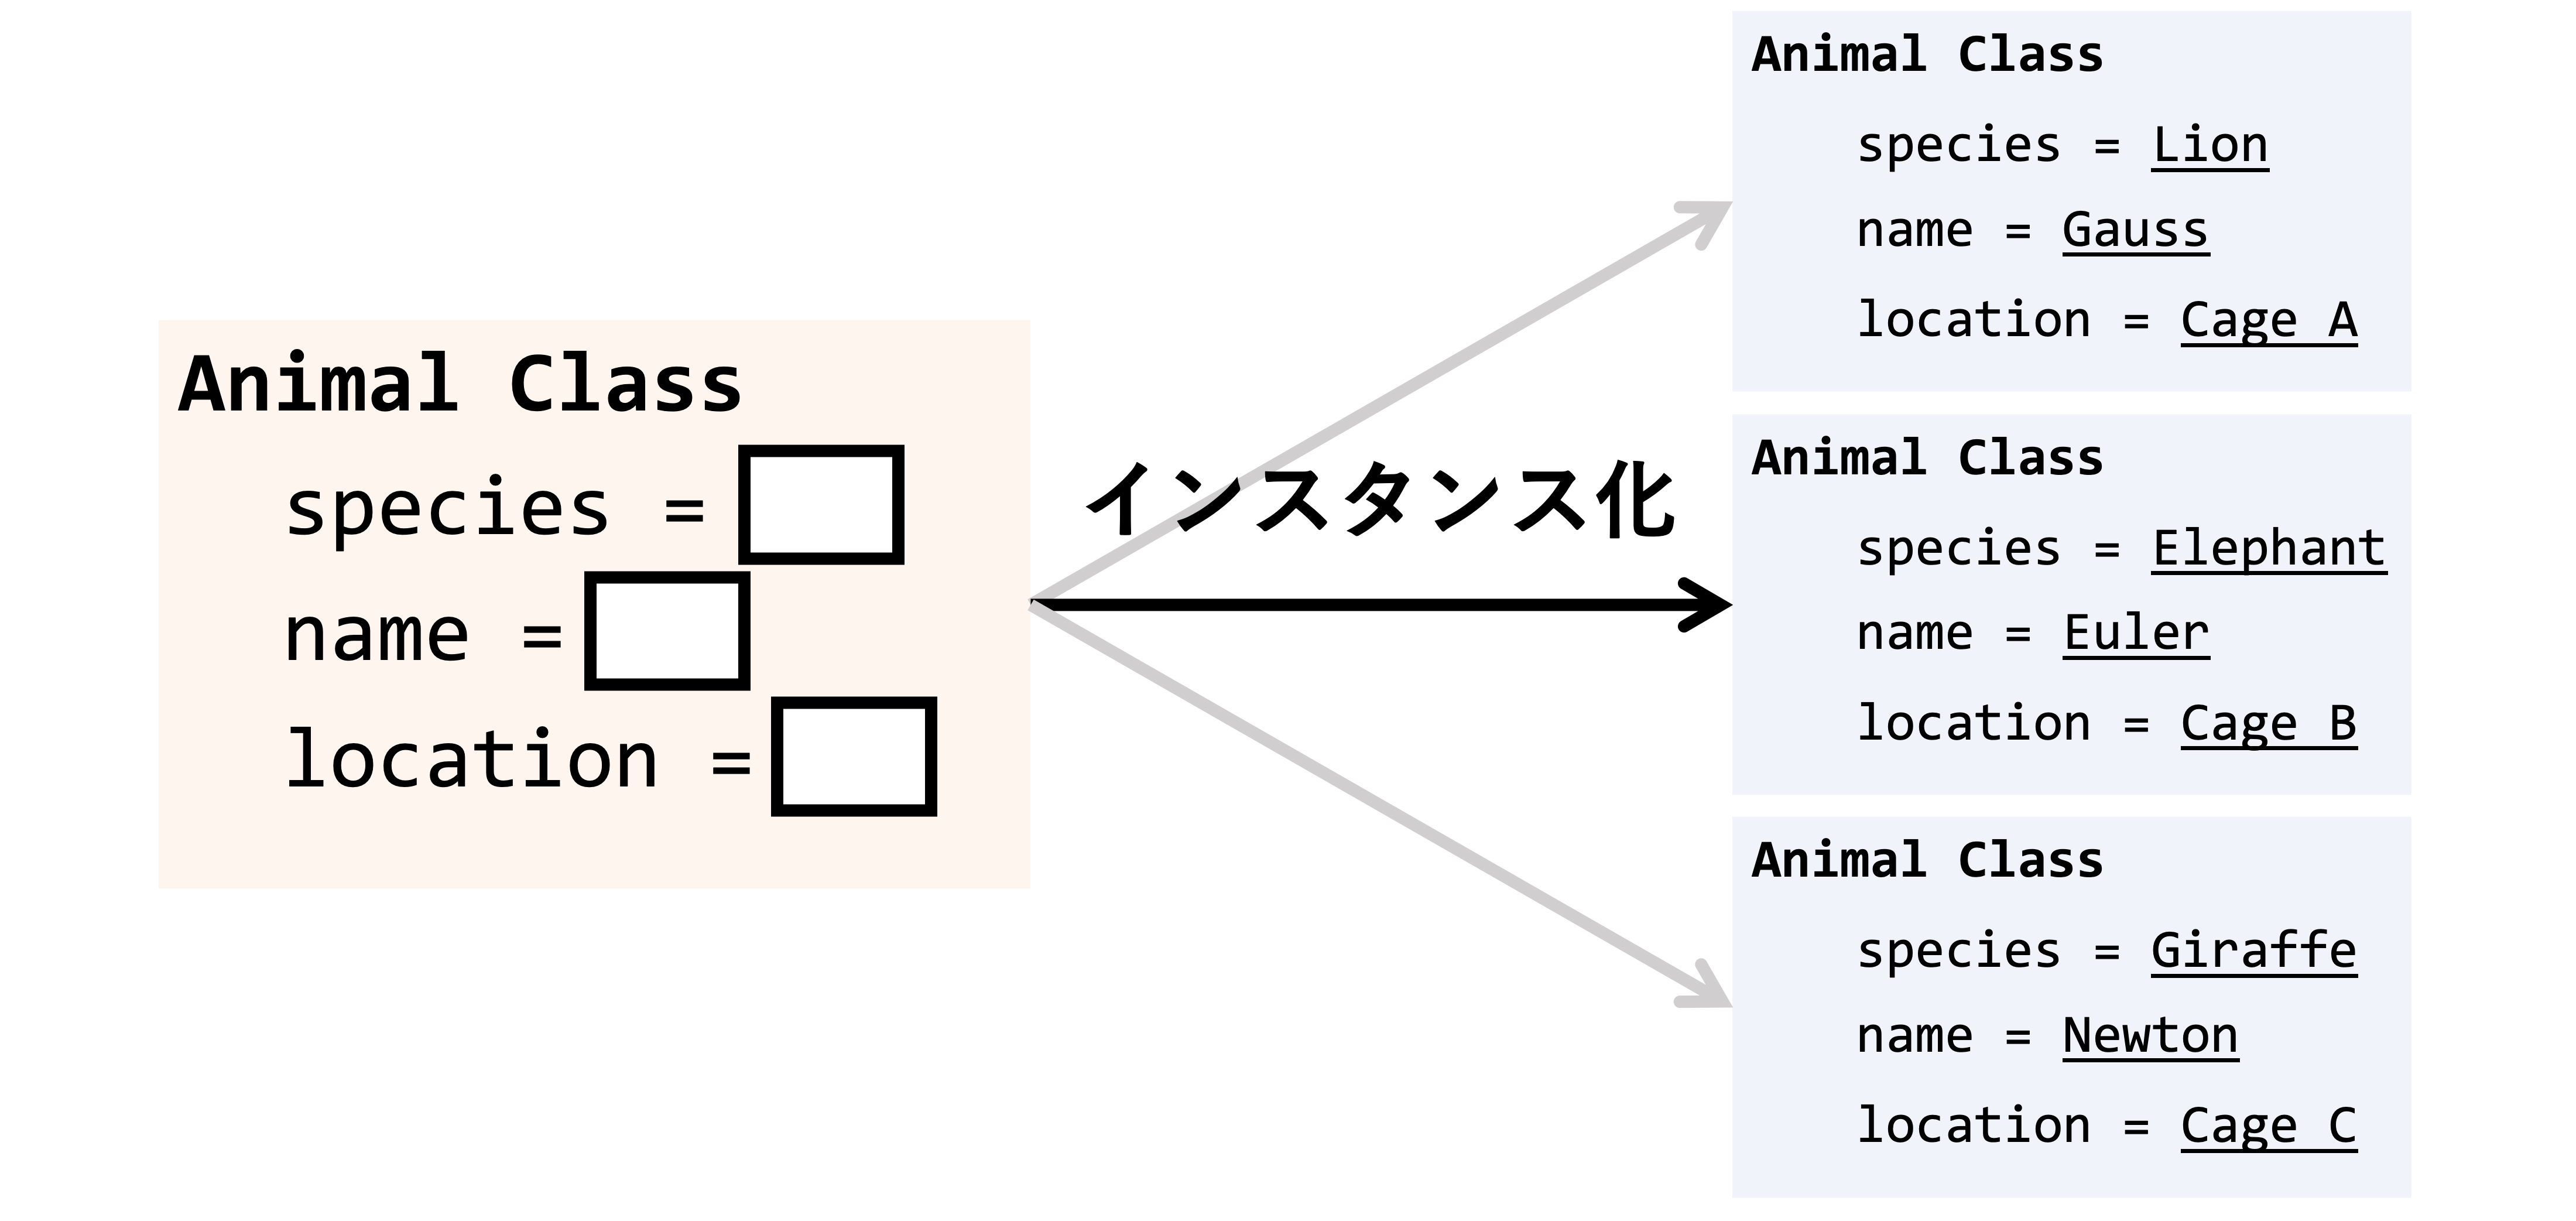 Animal Class
species =
name =
location =
インスタンス化
Animal Class
species = Lion
name = Gauss
location = Cage A
Animal Class
species = Elephant
name = Euler
location = Cage B
Animal Class
species = Giraffe
name = Newton
location = Cage C